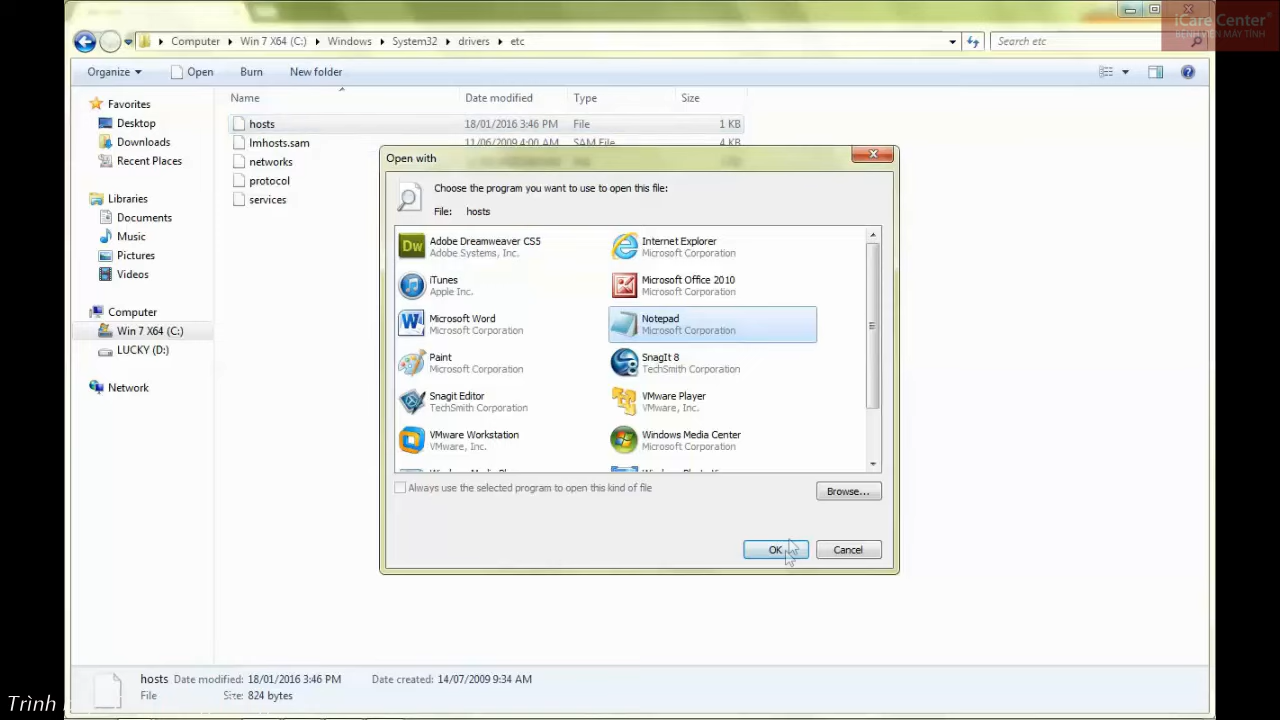 iCare Center®
BỆNH VIỆN MÁY TÍNH
Computer Win 7 X64 (C:) Windows System32 drivers etc Search etc
Organize Open Burn New folder
Name Date modified Type Size
Favorites
Desktop
Downloads
Recent Places
Libraries
Documents
Music
Pictures
Videos
Computer
Win 7 X64 (C:)
LUCKY (D:)
Network
hosts 18/01/2016 3:46 PM File 1 KB
lmhosts.sam 11/06/2009 4:00 AM SAM File 4 KB
networks
protocol
services
Open with
Choose the program you want to use to open this file:
File: hosts
Adobe Dreamweaver CS5
Adobe Systems, Inc.
Internet Explorer
Microsoft Corporation
iTunes
Apple Inc.
Microsoft Office 2010
Microsoft Corporation
Microsoft Word
Microsoft Corporation
Notepad
Microsoft Corporation
Paint
Microsoft Corporation
SnagIt 8
TechSmith Corporation
Snagit Editor
TechSmith Corporation
VMware Player
VMware, Inc.
VMware Workstation
VMware, Inc.
Windows Media Center
Microsoft Corporation
Always use the selected program to open this kind of file
Browse...
OK Cancel
hosts Date modified: 18/01/2016 3:46 PM Date created: 14/07/2009 9:34 AM
File Size: 824 bytes
Trình